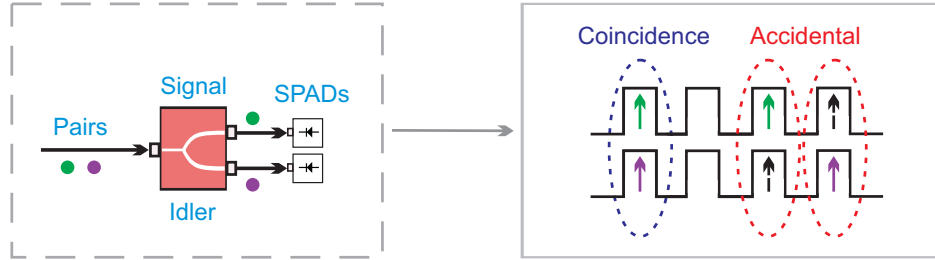 Signal
SPADs
Pairs
Idler
Coincidence
Accidental